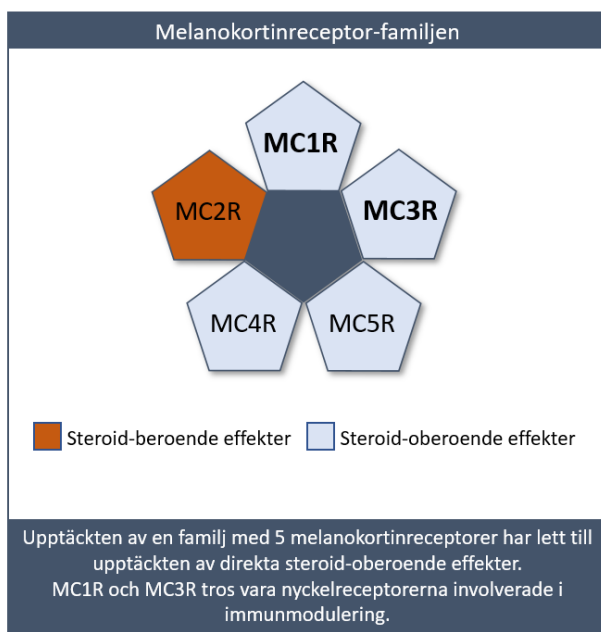 Melanokortinreceptor-familjen
MC1R
MC2R
MC3R
MC4R
MC5R
Steroid-beroende effekter
Steroid-oberoende effekter
Upptäckten av en familj med 5 melanokortinreceptorer har lett till
upptäckten av direkta steroid-oberoende effekter.
MC1R och MC3R tros vara nyckelreceptorerna involverade i
immunmodulering.